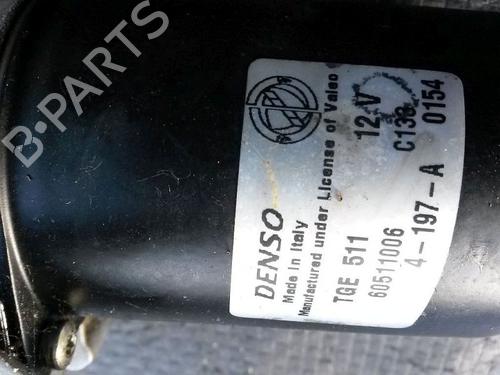 B-PARTS
DENSO
Made in Italy
Manufactured under License of Valeo
TGE 511 12 V
60511006 C138
4-197-A 0154